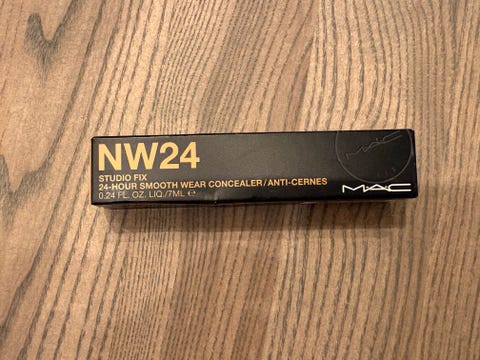 NW24
STUDIO FIX
24-HOUR SMOOTH WEAR CONCEALER/ANTI-CERNES
0.24 FL. OZ. LIQ./7ML ℮
MAC